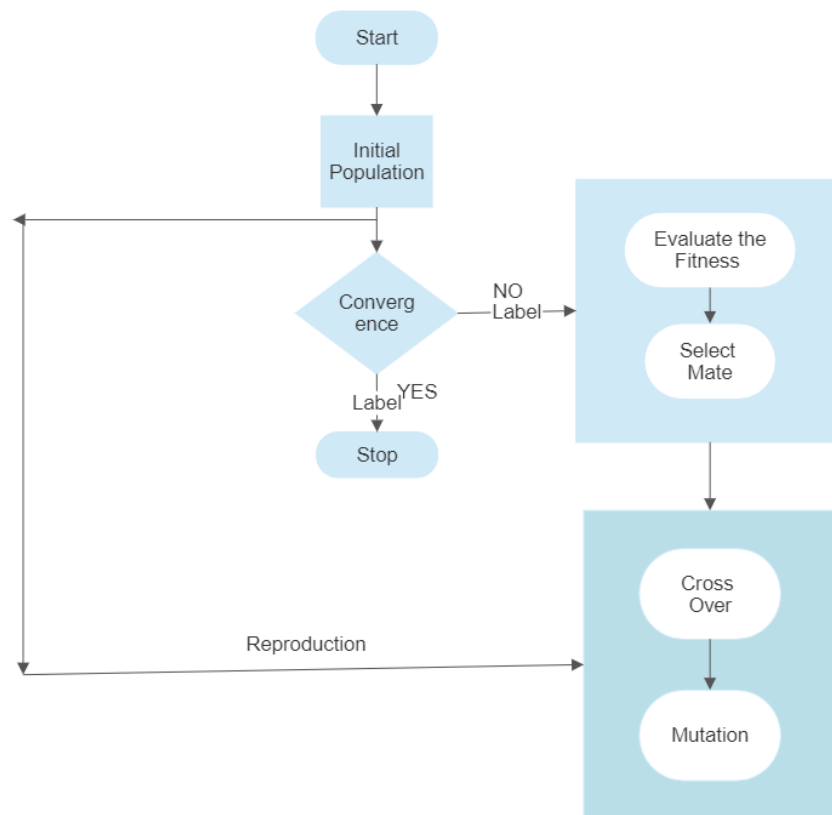 Start
Initial
Population
Evaluate the
Fitness
NO
Label
Converg
ence
Select
Mate
YES
Label
Stop
Cross
Over
Reproduction
Mutation